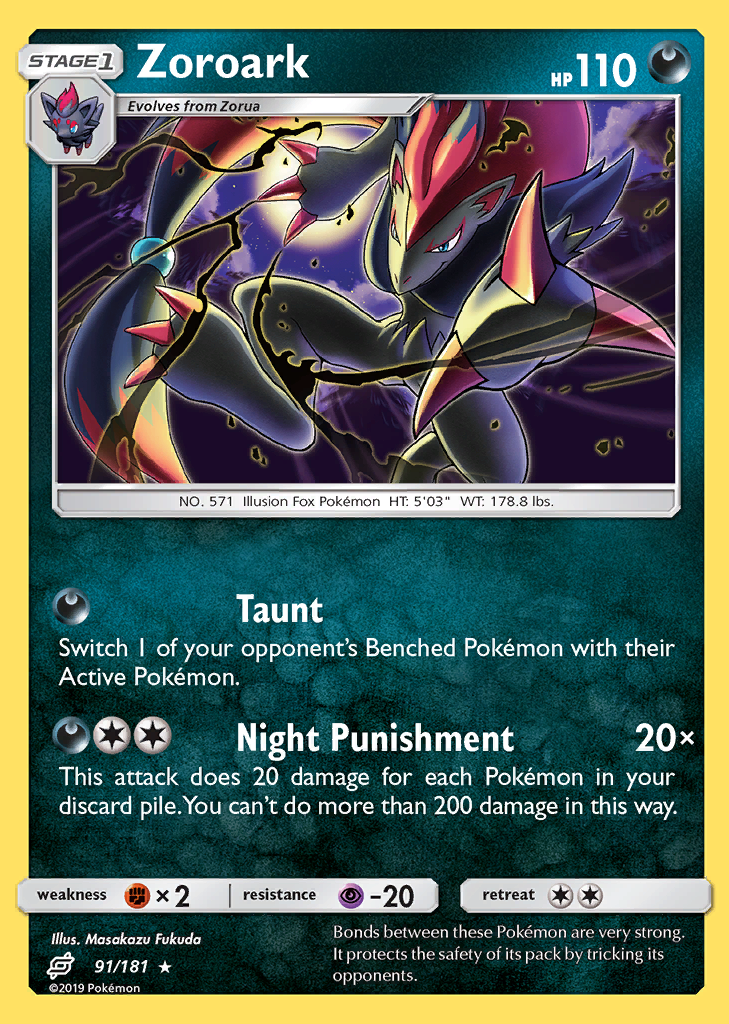 STAGE 1 Zoroark HP 110
Evolves from Zorua
NO. 571 Illusion Fox Pokémon HT: 5'03" WT: 178.8 lbs.
Taunt
Switch 1 of your opponent's Benched Pokémon with their
Active Pokémon.
Night Punishment 20×
This attack does 20 damage for each Pokémon in your
discard pile.You can't do more than 200 damage in this way.
weakness × 2 resistance -20 retreat
Illus. Masakazu Fukuda
91/181 ★
©2019 Pokémon
Bonds between these Pokémon are very strong.
It protects the safety of its pack by tricking its
opponents.